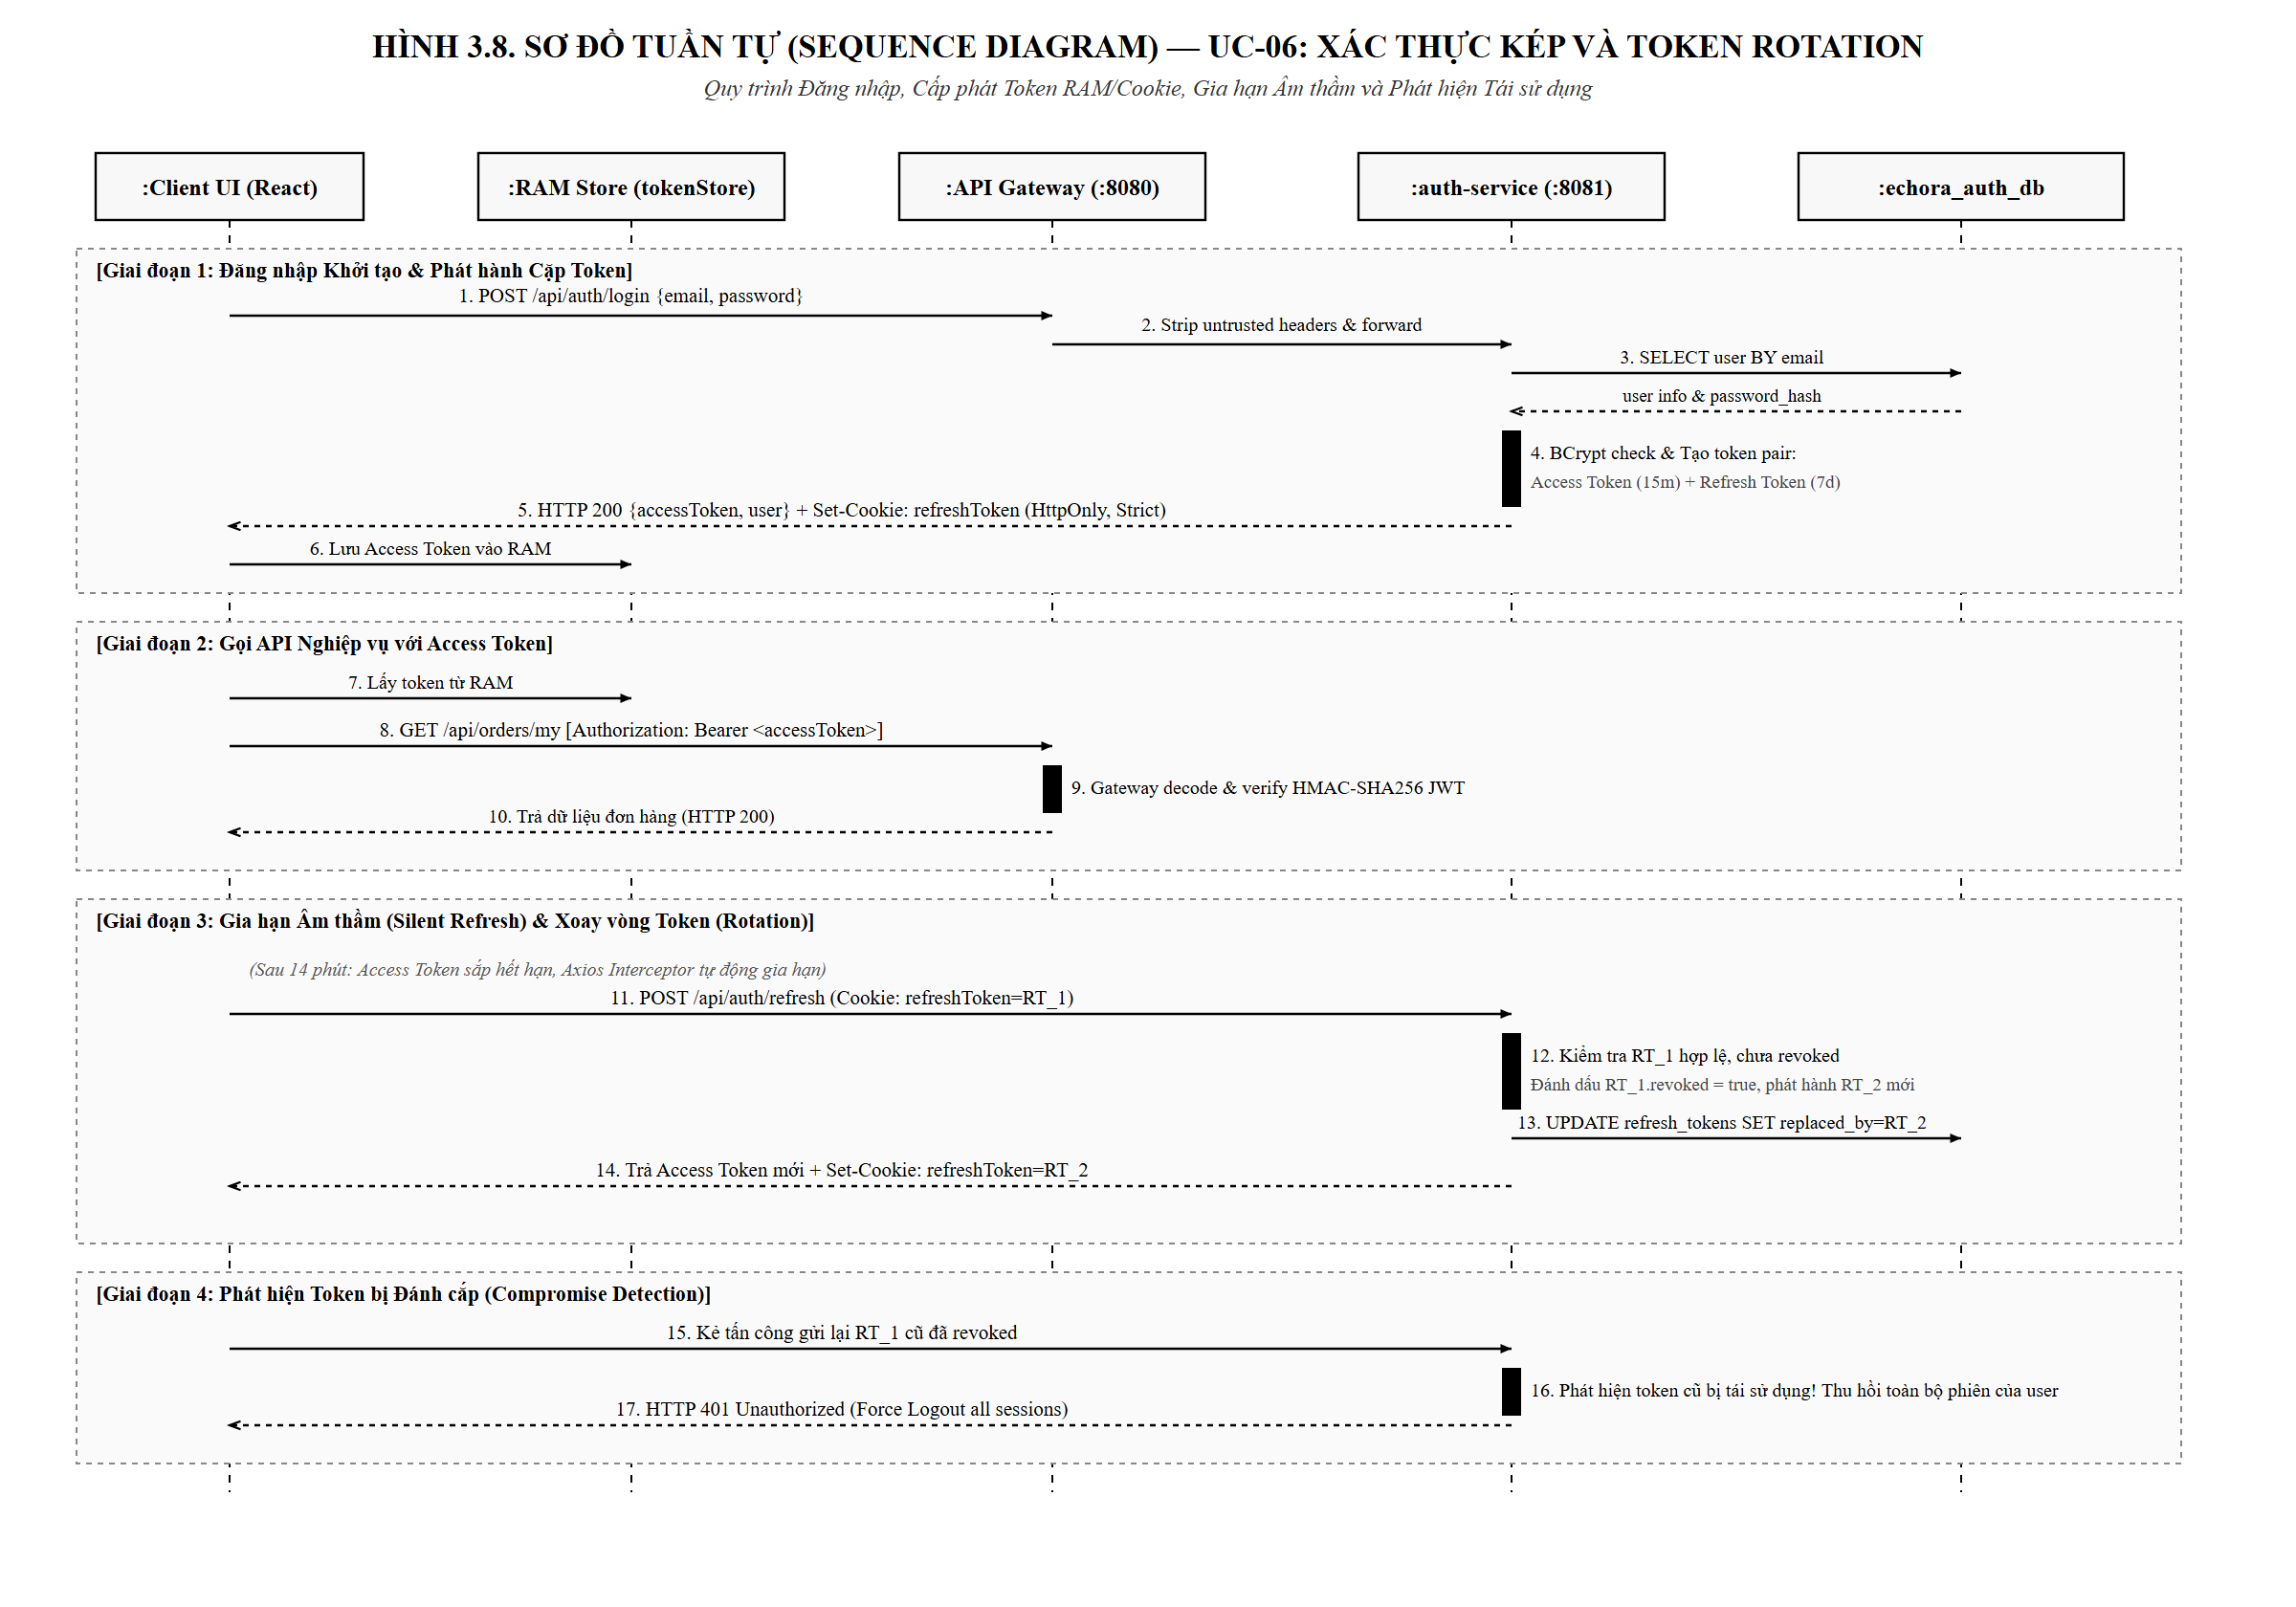 HÌNH 3.8. SƠ ĐỒ TUẦN TỰ (SEQUENCE DIAGRAM) — UC-06: XÁC THỰC KÉP VÀ TOKEN ROTATION
Quy trình Đăng nhập, Cấp phát Token RAM/Cookie, Gia hạn Âm thầm và Phát hiện Tái sử dụng
:Client UI (React)
:RAM Store (tokenStore)
:API Gateway (:8080)
:auth-service (:8081)
:echora_auth_db
[Giai đoạn 1: Đăng nhập Khởi tạo & Phát hành Cặp Token]
1. POST /api/auth/login {email, password}
2. Strip untrusted headers & forward
3. SELECT user BY email
user info & password_hash
4. BCrypt check & Tạo token pair:
Access Token (15m) + Refresh Token (7d)
5. HTTP 200 {accessToken, user} + Set-Cookie: refreshToken (HttpOnly, Strict)
6. Lưu Access Token vào RAM
[Giai đoạn 2: Gọi API Nghiệp vụ với Access Token]
7. Lấy token từ RAM
8. GET /api/orders/my [Authorization: Bearer <accessToken>]
9. Gateway decode & verify HMAC-SHA256 JWT
10. Trả dữ liệu đơn hàng (HTTP 200)
[Giai đoạn 3: Gia hạn Âm thầm (Silent Refresh) & Xoay vòng Token (Rotation)]
(Sau 14 phút: Access Token sắp hết hạn, Axios Interceptor tự động gia hạn)
11. POST /api/auth/refresh (Cookie: refreshToken=RT_1)
12. Kiểm tra RT_1 hợp lệ, chưa revoked
Đánh dấu RT_1.revoked = true, phát hành RT_2 mới
13. UPDATE refresh_tokens SET replaced_by=RT_2
14. Trả Access Token mới + Set-Cookie: refreshToken=RT_2
[Giai đoạn 4: Phát hiện Token bị Đánh cắp (Compromise Detection)]
15. Kẻ tấn công gửi lại RT_1 cũ đã revoked
16. Phát hiện token cũ bị tái sử dụng! Thu hồi toàn bộ phiên của user
17. HTTP 401 Unauthorized (Force Logout all sessions)